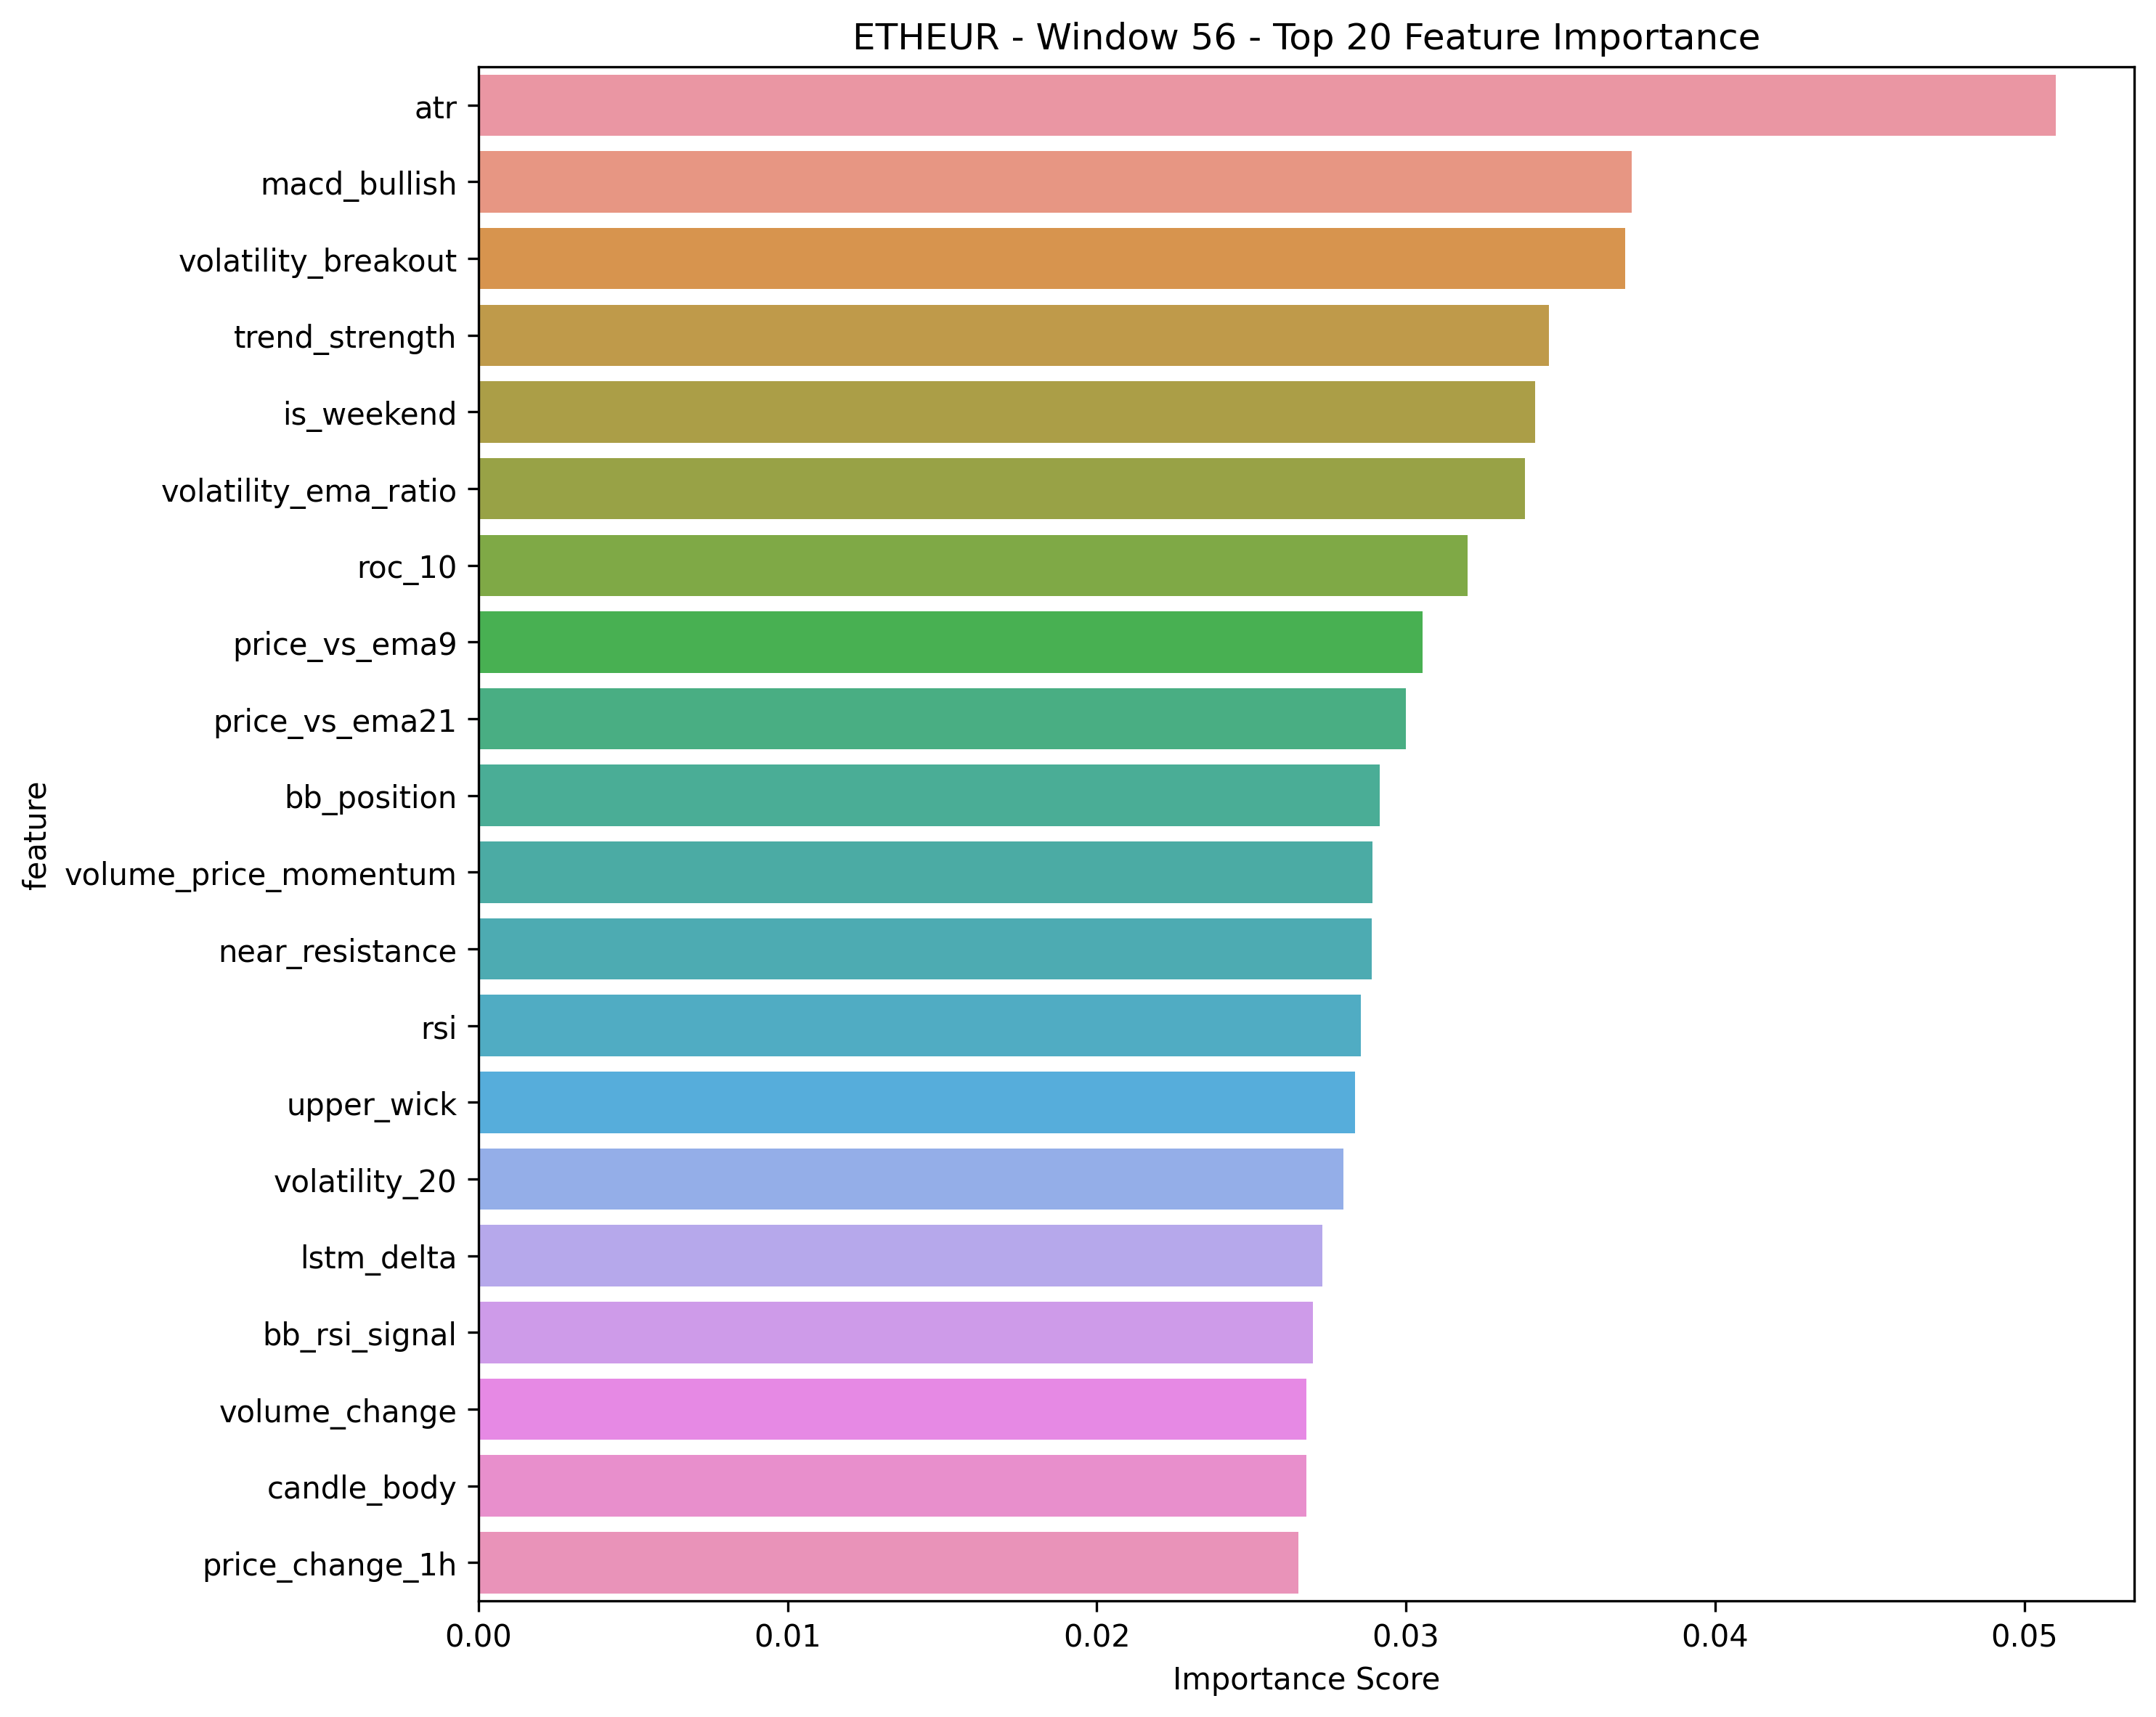 ETHEUR - Window 56 - Top 20 Feature Importance
atr
macd_bullish
volatility_breakout
trend_strength
is_weekend
volatility_ema_ratio
roc_10
price_vs_ema9
price_vs_ema21
bb_position
volume_price_momentum
near_resistance
rsi
upper_wick
volatility_20
lstm_delta
bb_rsi_signal
volume_change
candle_body
price_change_1h
feature
0.00 0.01 0.02 0.03 0.04 0.05
Importance Score